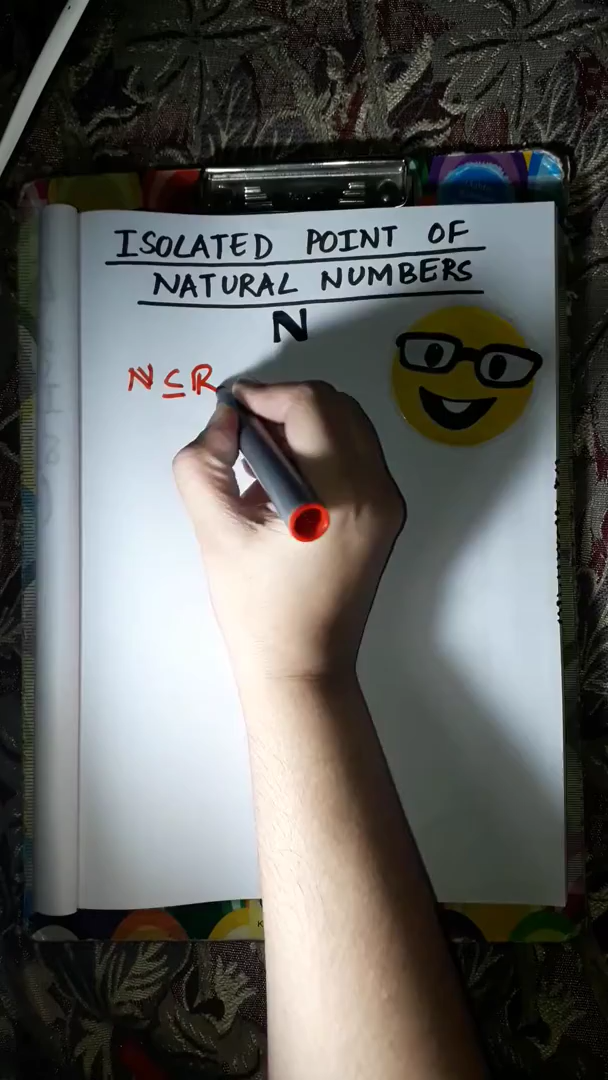 ISOLATED POINT OF
NATURAL NUMBERS
N
ℕ ⊆ ℝ